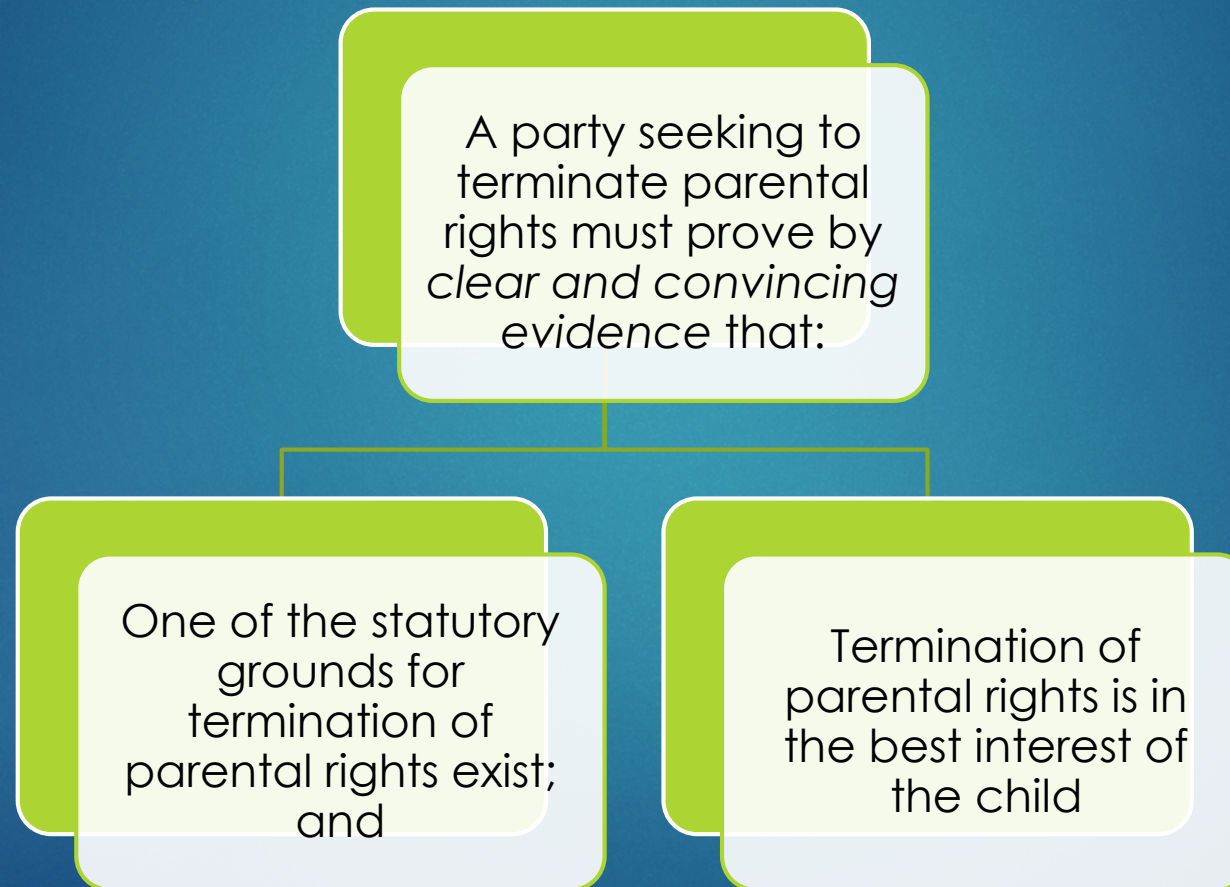 A party seeking to
terminate parental
rights must prove by
clear and convincing
evidence that:
One of the statutory
grounds for
termination of
parental rights exist;
and
Termination of
parental rights is in
the best interest of
the child